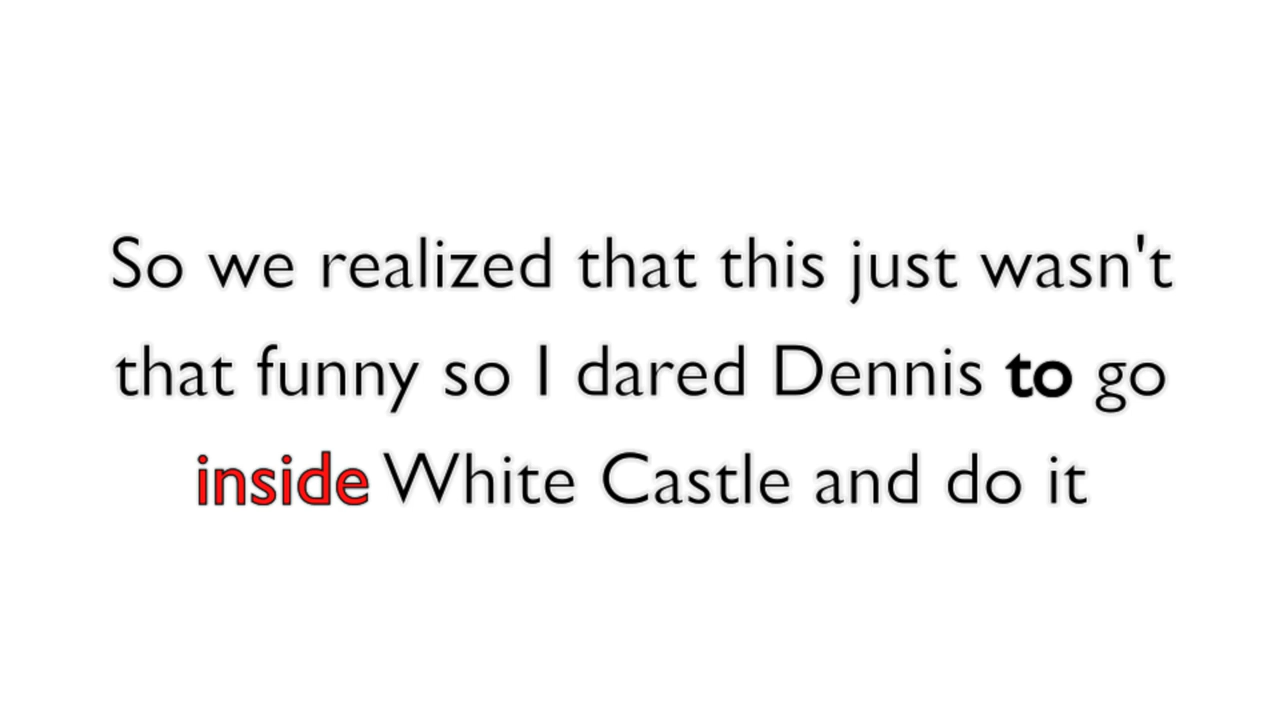 So we realized that this just wasn't
that funny so I dared Dennis to go
inside White Castle and do it